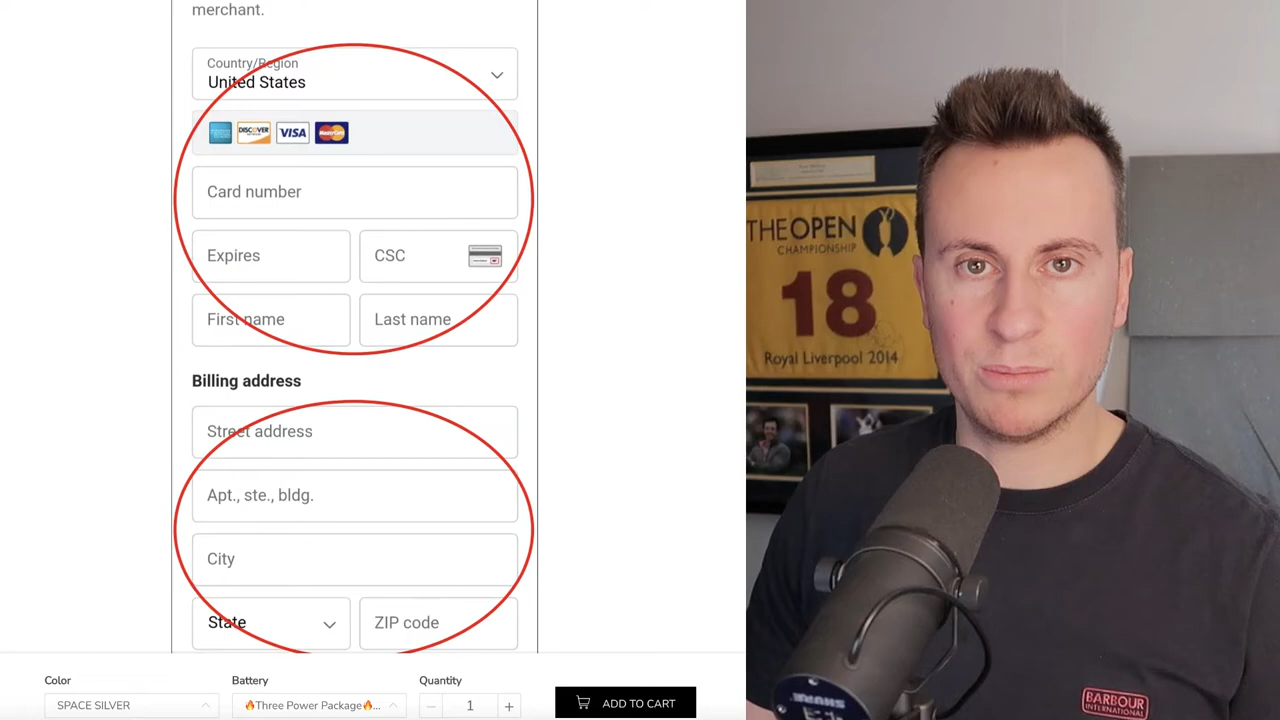 merchant.
Country/Region
United States
DISCOVER VISA MasterCard
Card number
Expires
CSC
First name
Last name
Billing address
Street address
Apt., ste., bldg.
City
State
ZIP code
Color
Battery
Quantity
SPACE SILVER
🔥Three Power Package🔥...
1
ADD TO CART
THE OPEN
CHAMPIONSHIP
18
Royal Liverpool 2014
BARBOUR
INTERNATIONAL